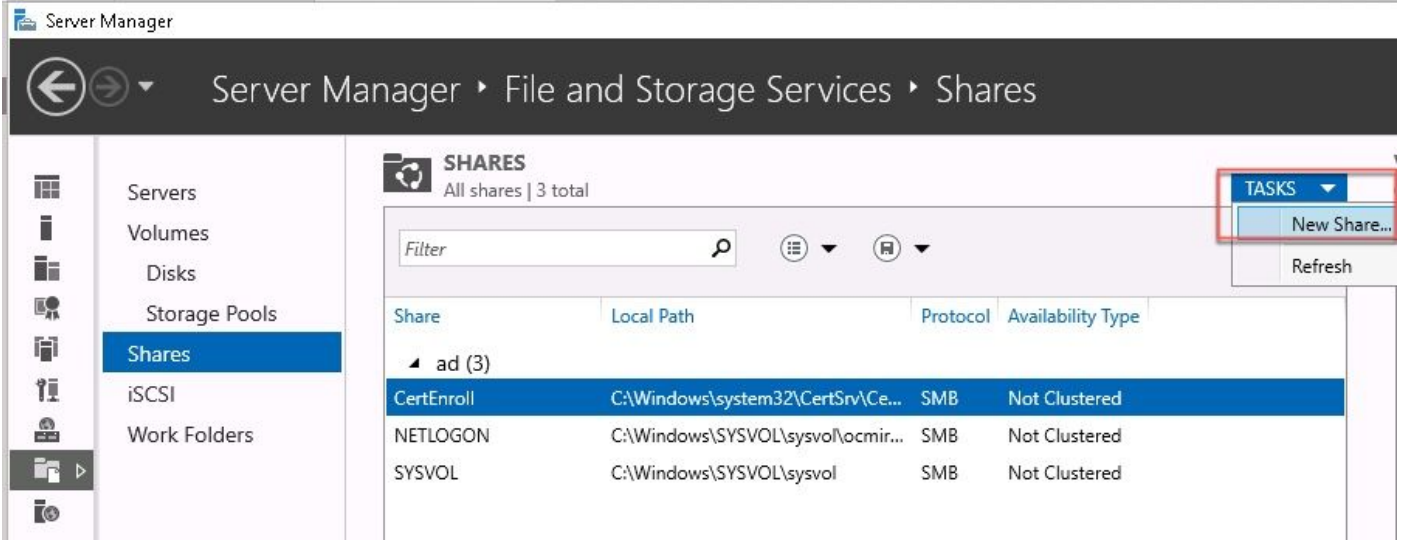 Server Manager
Server Manager ‣ File and Storage Services ‣ Shares
Servers
Volumes
Disks
Storage Pools
Shares
iSCSI
Work Folders
SHARES
All shares | 3 total
TASKS
New Share...
Refresh
Filter
Share Local Path Protocol Availability Type
ad (3)
CertEnroll C:\Windows\system32\CertSrv\Ce... SMB Not Clustered
NETLOGON C:\Windows\SYSVOL\sysvol\ocmir... SMB Not Clustered
SYSVOL C:\Windows\SYSVOL\sysvol SMB Not Clustered